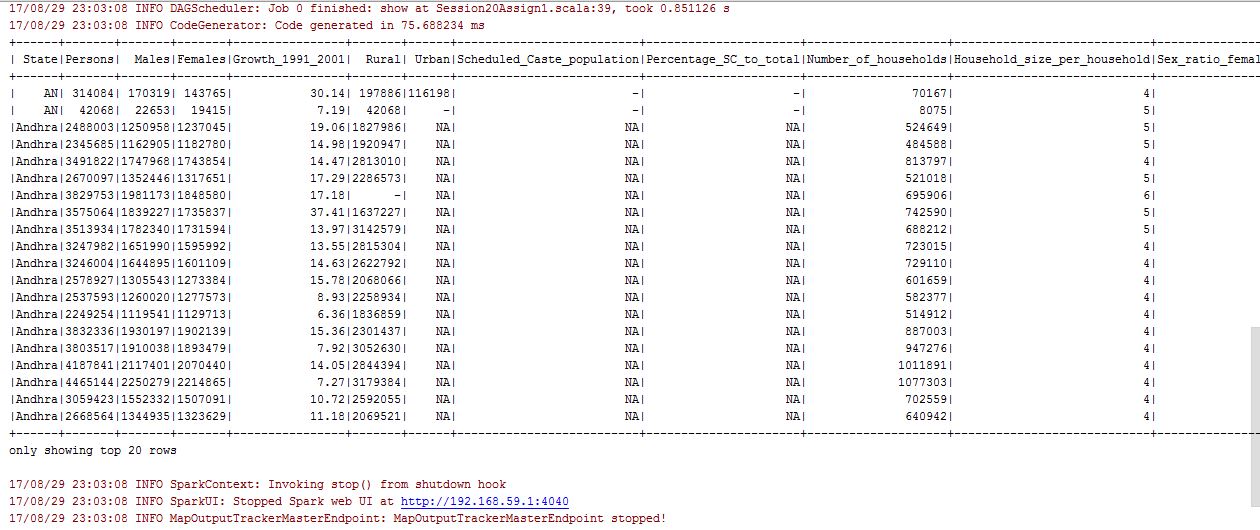 17/08/29 23:03:08 INFO DAGScheduler: Job 0 finished: show at Session20Assign1.scala:39, took 0.851126 s
17/08/29 23:03:08 INFO CodeGenerator: Code generated in 75.688234 ms
| State|Persons| Males|Females|Growth_1991_2001| Rural| Urban|Scheduled_Caste_population|Percentage_SC_to_total|Number_of_households|Household_size_per_household|Sex_ratio_femal
| AN| 314084| 170319| 143765| 30.14| 197886|116198| -| -| 70167| 4|
| AN| 42068| 22653| 19415| 7.19| 42068| -| -| -| 8075| 5|
|Andhra|2488003|1250958|1237045| 19.06|1827986| NA| NA| NA| 524649| 5|
|Andhra|2345685|1162905|1182780| 14.98|1920947| NA| NA| NA| 484588| 5|
|Andhra|3491822|1747968|1743854| 14.47|2813010| NA| NA| NA| 813797| 4|
|Andhra|2670097|1352446|1317651| 17.29|2286573| NA| NA| NA| 521018| 5|
|Andhra|3829753|1981173|1848580| 17.18| -| NA| NA| NA| 695906| 6|
|Andhra|3575064|1839227|1735837| 37.41|1637227| NA| NA| NA| 742590| 5|
|Andhra|3513934|1782340|1731594| 13.97|3142579| NA| NA| NA| 688212| 5|
|Andhra|3247982|1651990|1595992| 13.55|2815304| NA| NA| NA| 723015| 4|
|Andhra|3246004|1644895|1601109| 14.63|2622792| NA| NA| NA| 729110| 4|
|Andhra|2578927|1305543|1273384| 15.78|2068066| NA| NA| NA| 601659| 4|
|Andhra|2537593|1260020|1277573| 8.93|2258934| NA| NA| NA| 582377| 4|
|Andhra|2249254|1119541|1129713| 6.36|1836859| NA| NA| NA| 514912| 4|
|Andhra|3832336|1930197|1902139| 15.36|2301437| NA| NA| NA| 887003| 4|
|Andhra|3803517|1910038|1893479| 7.92|3052630| NA| NA| NA| 947276| 4|
|Andhra|4187841|2117401|2070440| 14.05|2844394| NA| NA| NA| 1011891| 4|
|Andhra|4465144|2250279|2214865| 7.27|3179384| NA| NA| NA| 1077303| 4|
|Andhra|3059423|1552332|1507091| 10.72|2592055| NA| NA| NA| 702559| 4|
|Andhra|2668564|1344935|1323629| 11.18|2069521| NA| NA| NA| 640942| 4|
only showing top 20 rows
17/08/29 23:03:08 INFO SparkContext: Invoking stop() from shutdown hook
17/08/29 23:03:08 INFO SparkUI: Stopped Spark web UI at http://192.168.59.1:4040
17/08/29 23:03:08 INFO MapOutputTrackerMasterEndpoint: MapOutputTrackerMasterEndpoint stopped!